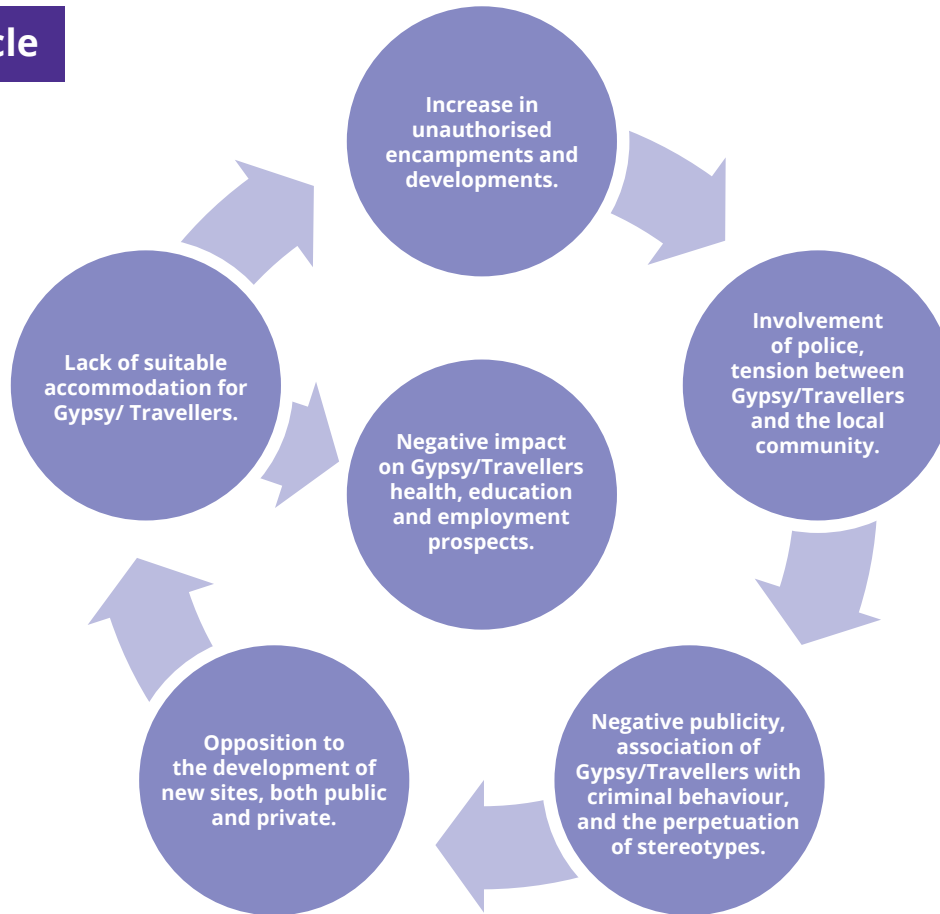 cle
Increase in
unauthorised
encampments and
developments.
Involvement
of police,
tension between
Gypsy/Travellers
and the local
community.
Negative publicity,
association of
Gypsy/Travellers with
criminal behaviour,
and the perpetuation
of stereotypes.
Opposition to
the development of
new sites, both public
and private.
Lack of suitable
accommodation for
Gypsy/ Travellers.
Negative impact
on Gypsy/Travellers
health, education
and employment
prospects.